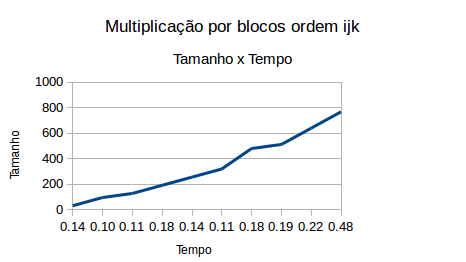 Multiplicação por blocos ordem ijk
Tamanho x Tempo
1000
800
600
400
200
0
Tamanho
0.14 0.10 0.11 0.18 0.14 0.11 0.18 0.19 0.22 0.48
Tempo